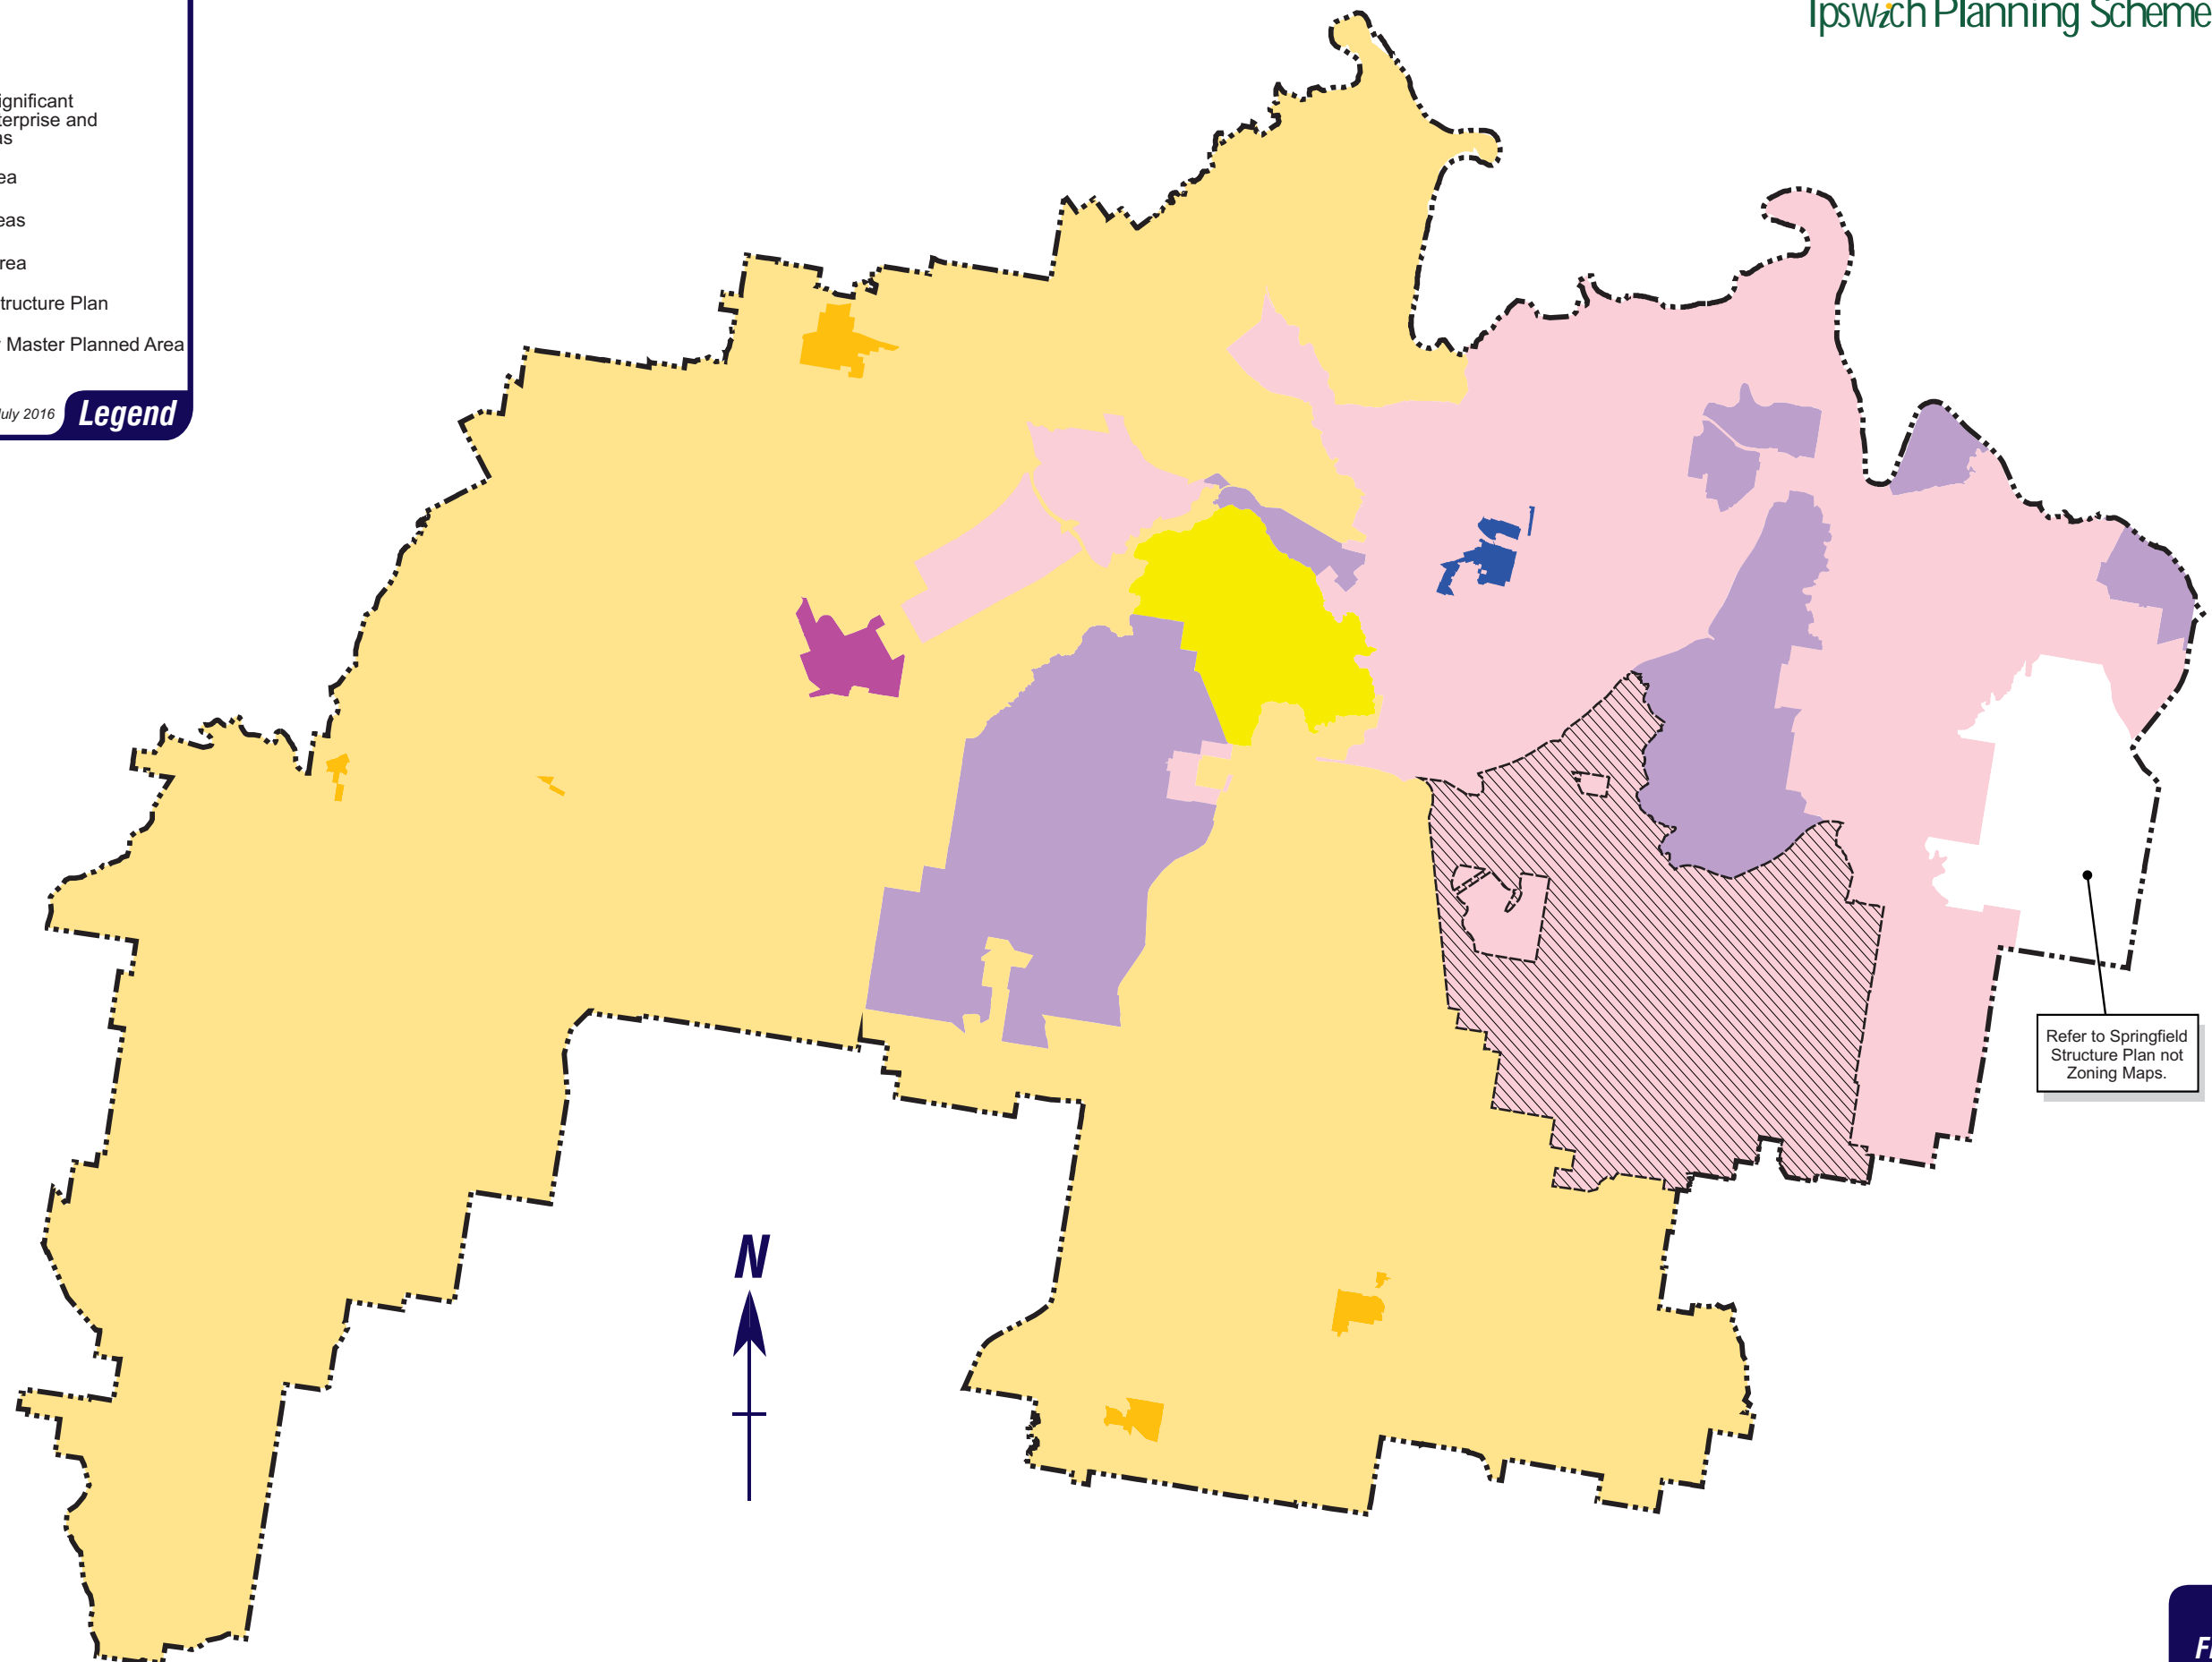 Ipswich Planning Scheme
ignificant
terprise and
as
ea
eas
rea
tructure Plan
Master Planned Area
July 2016
Legend
N
Refer to Springfield
Structure Plan not
Zoning Maps.